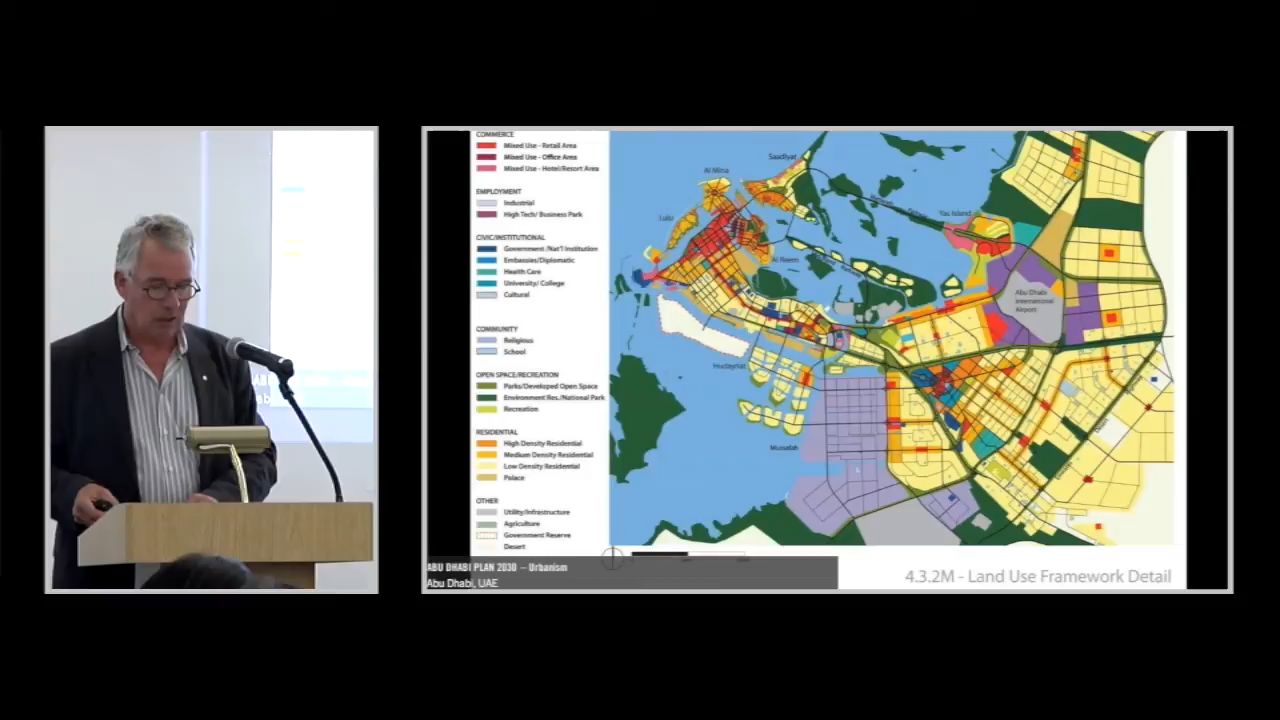 COMMERCE
Mixed Use - Retail Area
Mixed Use - Office Area
Mixed Use - Hotel/Resort Area
EMPLOYMENT
Industrial
High Tech/ Business Park
CIVIC/INSTITUTIONAL
Government /Nat'l Institution
Embassies/Diplomatic
Health Care
University/ College
Cultural
COMMUNITY
Religious
School
OPEN SPACE/RECREATION
Parks/Developed Open Space
Environment Res./National Park
Recreation
RESIDENTIAL
High Density Residential
Medium Density Residential
Low Density Residential
Palace
OTHER
Utility/Infrastructure
Agriculture
Government Reserve
Desert
Saadiyat
Al Mina
Lulu
Yas Island
Al Reem
Abu Dhabi
International
Airport
Hudayriat
Mussafah
ABU DHABI PLAN 2030 — Urbanism
Abu Dhabi, UAE
4.3.2M - Land Use Framework Detail